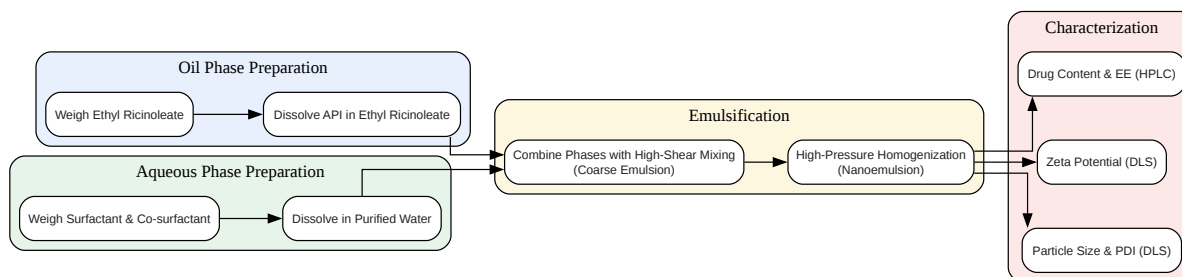 Oil Phase Preparation
Weigh Ethyl Ricinoleate
Dissolve API in Ethyl Ricinoleate
Aqueous Phase Preparation
Weigh Surfactant & Co-surfactant
Dissolve in Purified Water
Emulsification
Combine Phases with High-Shear Mixing
(Coarse Emulsion)
High-Pressure Homogenization
(Nanoemulsion)
Characterization
Drug Content & EE (HPLC)
Zeta Potential (DLS)
Particle Size & PDI (DLS)